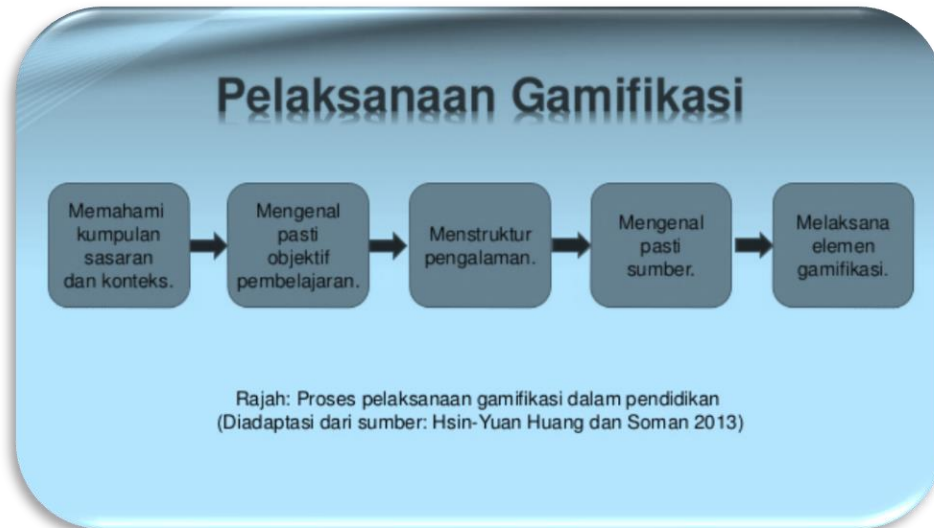 Pelaksanaan Gamifikasi
Memahami
kumpulan
sasaran
dan konteks.
Mengenal
pasti
objektif
pembelajaran.
Menstruktur
pengalaman.
Mengenal
pasti
sumber.
Melaksana
elemen
gamifikasi.
Rajah: Proses pelaksanaan gamifikasi dalam pendidikan
(Diadaptasi dari sumber: Hsin-Yuan Huang dan Soman 2013)